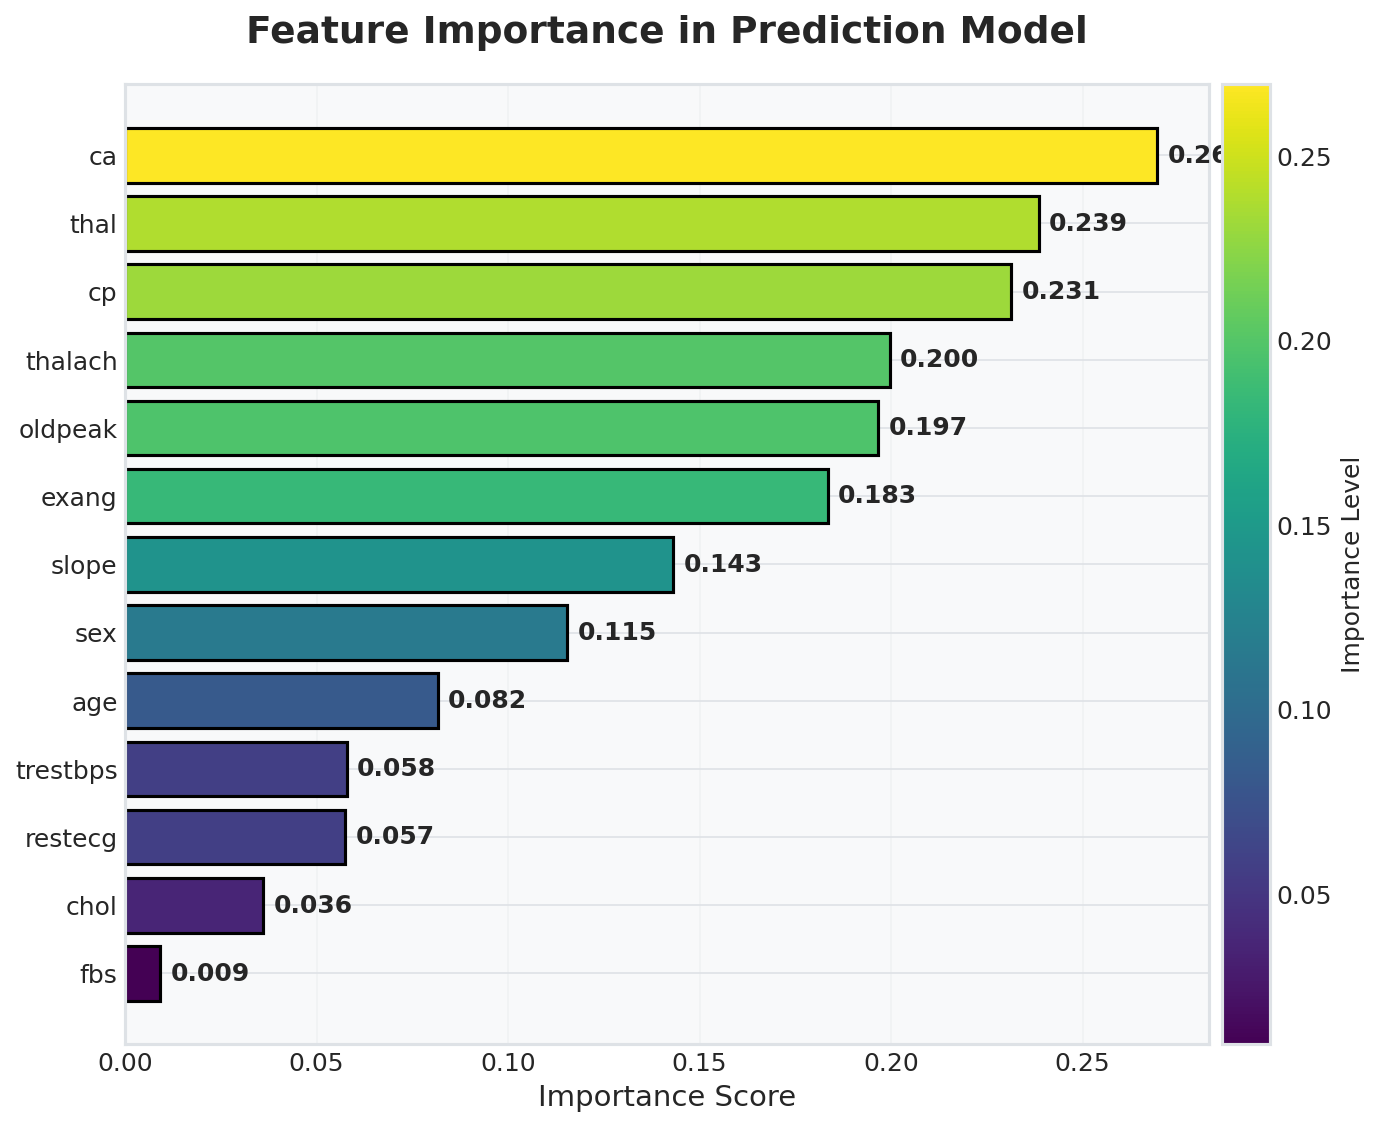 Feature Importance in Prediction Model
ca
0.26
thal
0.239
cp
0.231
thalach
0.200
oldpeak
0.197
exang
0.183
slope
0.143
sex
0.115
age
0.082
trestbps
0.058
restecg
0.057
chol
0.036
fbs
0.009
0.00 0.05 0.10 0.15 0.20 0.25
Importance Score
0.25
0.20
0.15
0.10
0.05
Importance Level